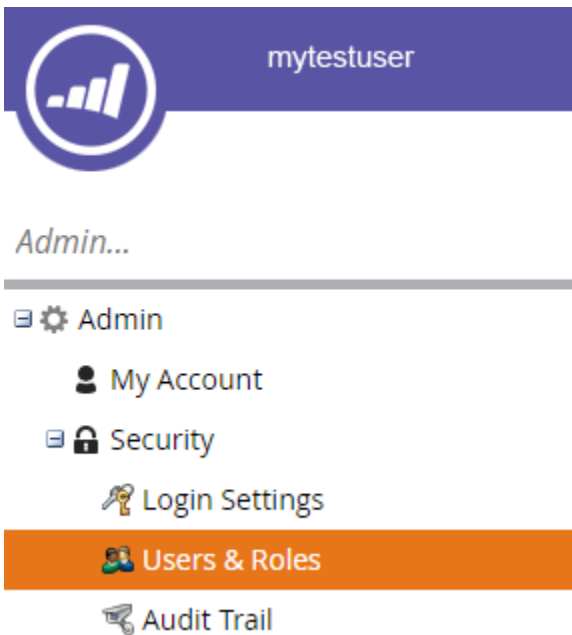 mytestuser
Admin...
Admin
My Account
Security
Login Settings
Users & Roles
Audit Trail